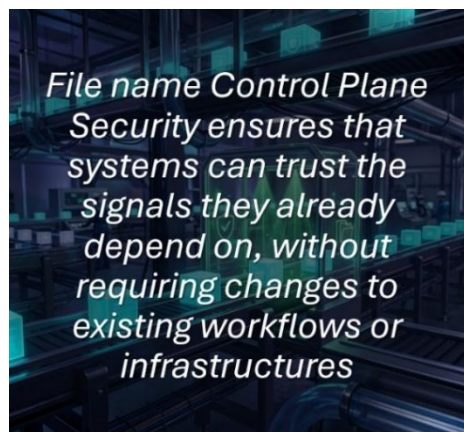 File name Control Plane
Security ensures that
systems can trust the
signals they already
depend on, without
requiring changes to
existing workflows or
infrastructures